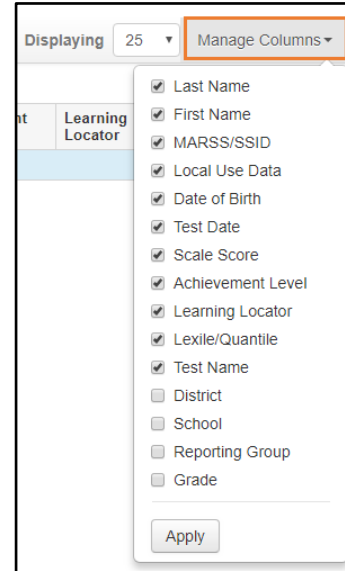 Displaying 25 Manage Columns
Learning
Locator
Last Name
First Name
MARSS/SSID
Local Use Data
Date of Birth
Test Date
Scale Score
Achievement Level
Learning Locator
Lexile/Quantile
Test Name
District
School
Reporting Group
Grade
Apply